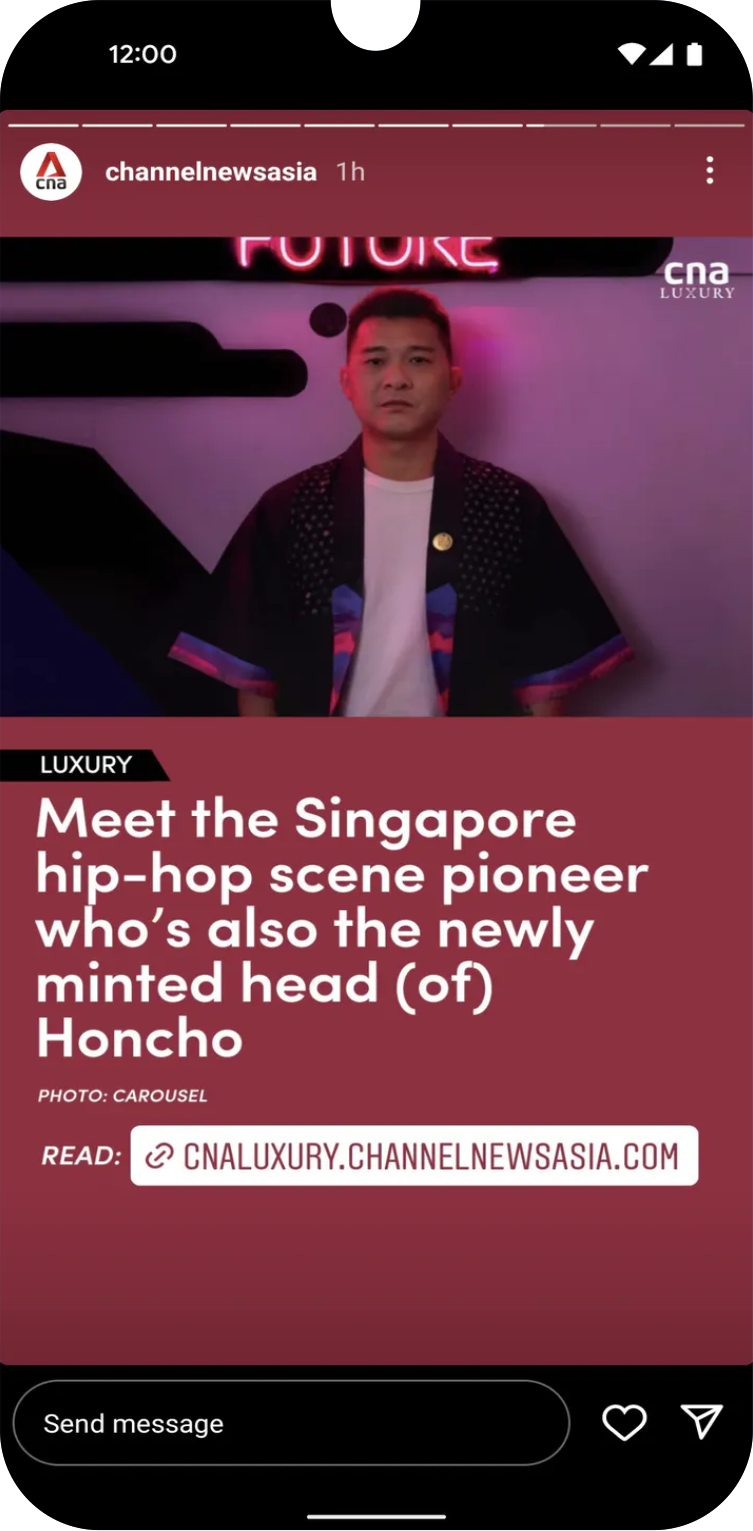 12:00
cna
channelnewsasia 1h
FUTURE
cna
LUXURY
LUXURY
Meet the Singapore
hip-hop scene pioneer
who’s also the newly
minted head (of)
Honcho
PHOTO: CAROUSEL
READ: CNALUXURY.CHANNELNEWSASIA.COM
Send message